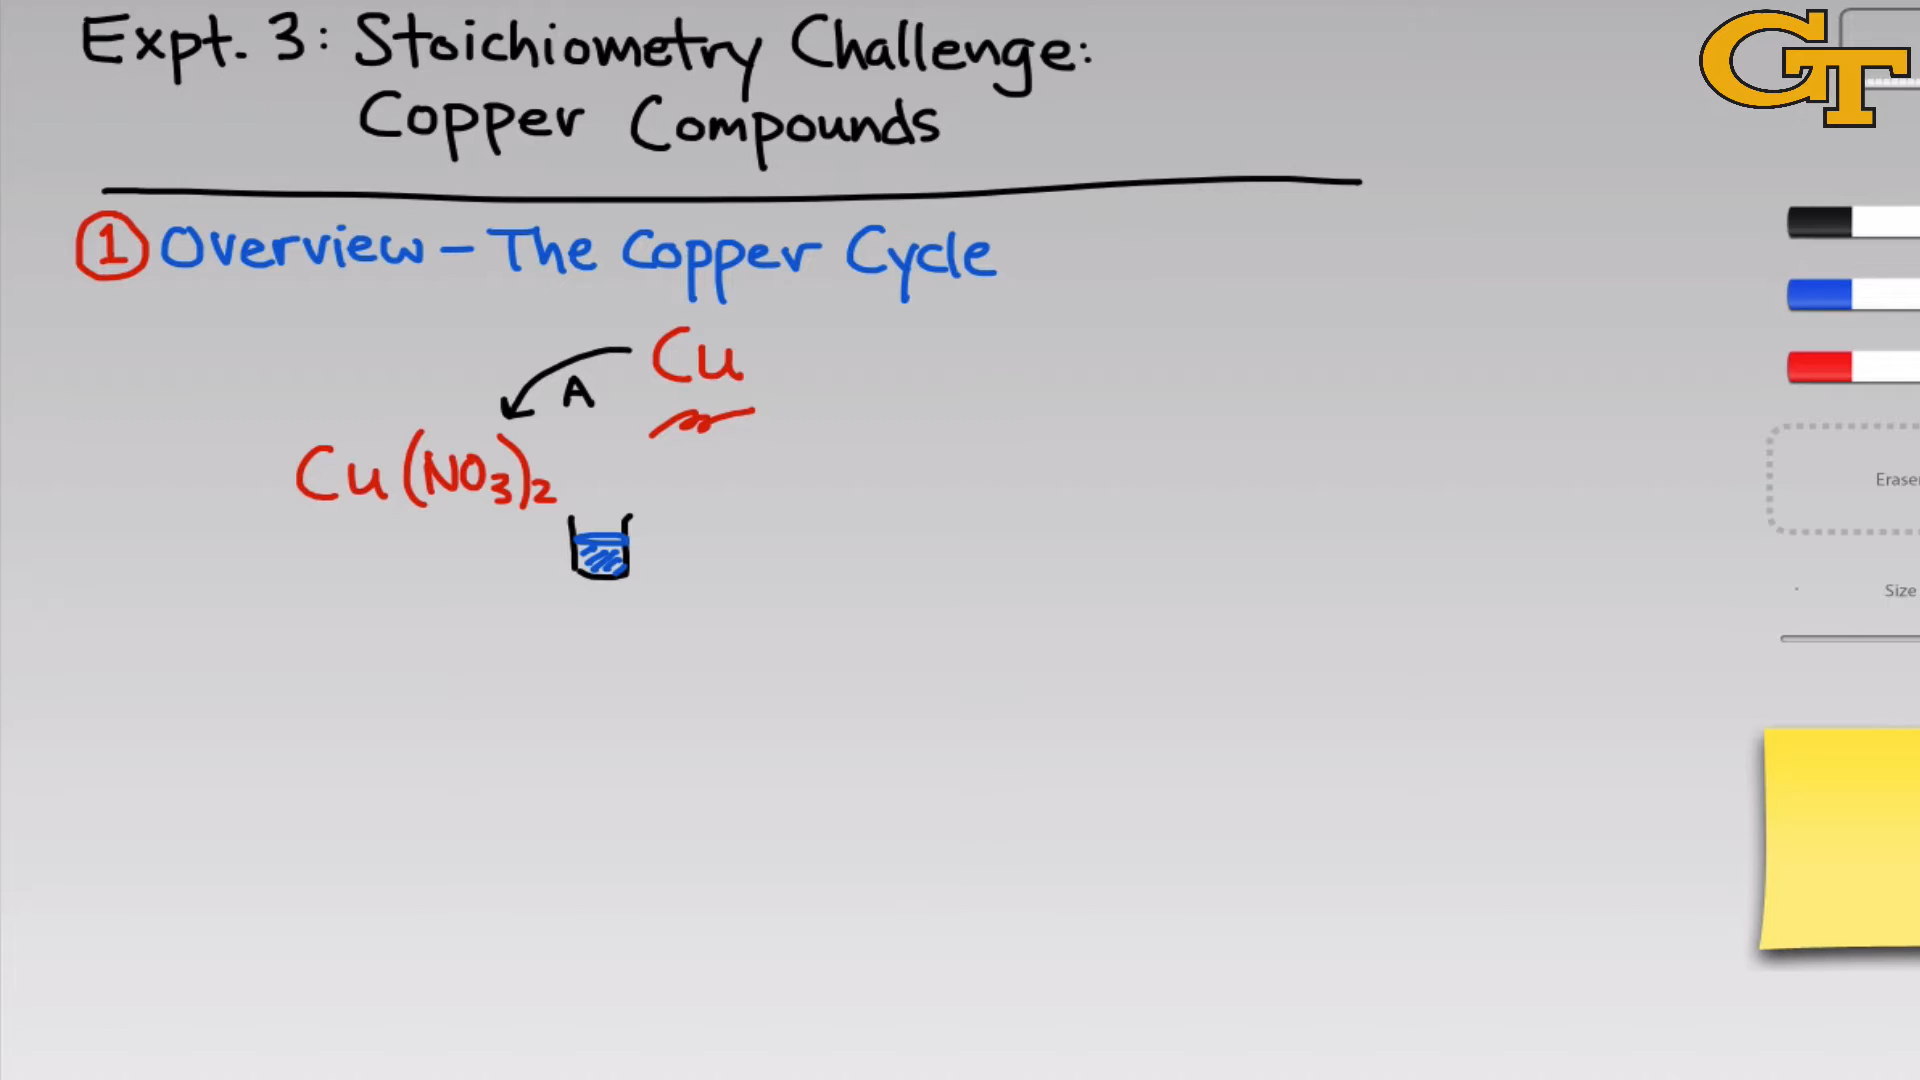 Expt. 3: Stoichiometry Challenge:
Copper Compounds
GT
1 Overview - The Copper Cycle
Cu
A
Cu(NO₃)₂
Eraser
Size